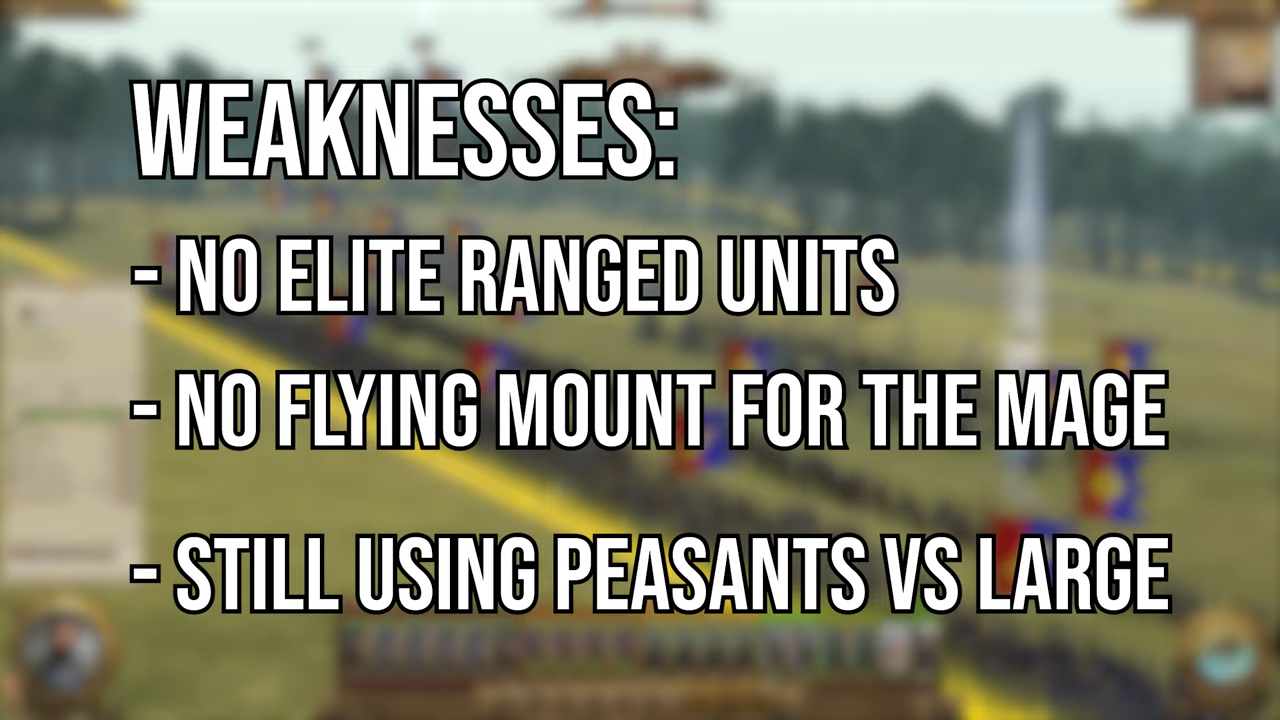 WEAKNESSES:
- NO ELITE RANGED UNITS
- NO FLYING MOUNT FOR THE MAGE
- STILL USING PEASANTS VS LARGE